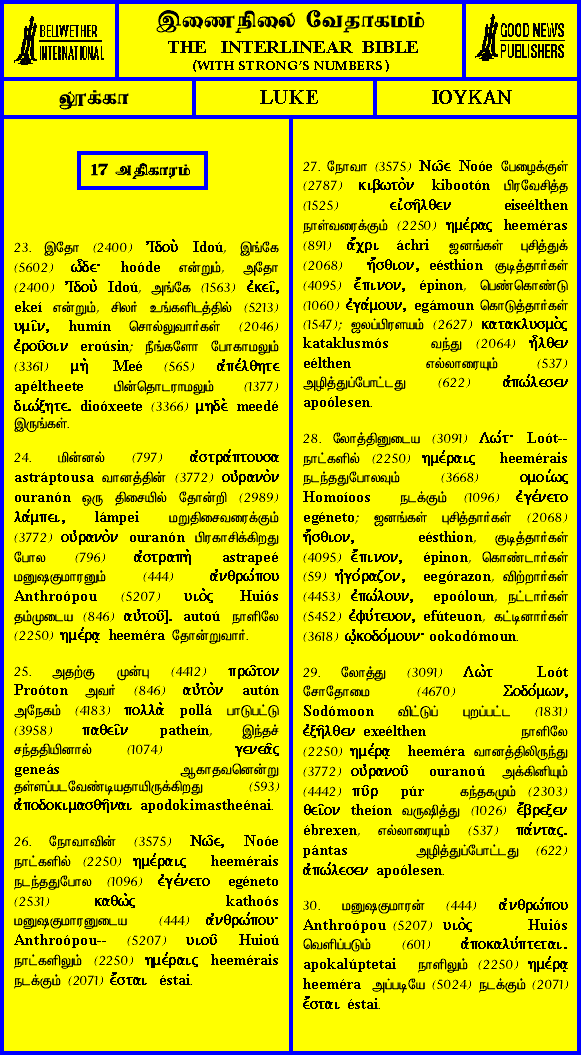 BELLWETHER
INTERNATIONAL
இணைநிலை வேதாகமம்
THE INTERLINEAR BIBLE
(WITH STRONG'S NUMBERS)
GOOD NEWS
PUBLISHERS
லூக்கா
LUKE
ΙΟΥΚΑΝ
17 அதிகாரம்
23. இதோ (2400) Ἰδοὺ Idoú, இங்கே
(5602) ὧδε· hoóde என்றும், அதோ
(2400) Ἰδοὺ Idoú, அங்கே (1563) ἐκεῖ,
ekeí என்றும், சிலர் உங்களிடத்தில் (5213)
υμῖν, humín சொல்லுவார்கள் (2046)
ἐροῦσιν eroúsin; நீங்களோ போகாமலும்
(3361) μὴ Meé (565) ἀπέλθητε
apéltheete பின்தொடராமலும் (1377)
διώξητε. dioóxeete (3366) μηδὲ meedé
இருங்கள்.
24. மின்னல் (797) ἀστράπτουσα
astráptousa வானத்தின் (3772) οὐρανὸν
ouranón ஒரு திசையில் தோன்றி (2989)
λάμπει, lámpei மறுதிசைவரைக்கும்
(3772) οὐρανὸν ouranón பிரகாசிக்கிறது
போல (796) ἀστραπὴ astrapeé
மனுஷகுமாரனும் (444) ἀνθρώπου
Anthroópou (5207) υιὸς Huiós
தம்முடைய (846) αὐτοῦ]. autoú நாளிலே
(2250) ημέρᾳ heeméra தோன்றுவார்.
25. அதற்கு முன்பு (4412) πρῶτον
Proóton அவர் (846) αὐτὸν autón
அநேகம் (4183) πολλὰ pollá பாடுபட்டு
(3958) παθεῖν patheín, இந்தச்
சந்ததியினால் (1074) γενεᾶς
geneás ஆகாதவனென்று
தள்ளப்படவேண்டியதாயிருக்கிறது (593)
ἀποδοκιμασθῆναι apodokimastheénai.
26. நோவாவின் (3575) Νῶε, Noóe
நாட்களில் (2250) ημέραις heemérais
நடந்ததுபோல (1096) ἐγένετο egéneto
(2531) καθὼς kathoós
மனுஷகுமாரனுடைய (444) ἀνθρώπου·
Anthroópou-- (5207) υιοῦ Huioú
நாட்களிலும் (2250) ημέραις heemérais
நடக்கும் (2071) ἔσται éstai.
27. நோவா (3575) Νῶε Noóe பேழைக்குள்
(2787) κιβωτὸν kibootón பிரவேசித்த
(1525) εἰσῆλθεν eiseélthen
நாள்வரைக்கும் (2250) ημέρας heeméras
(891) ἄχρι áchri ஜனங்கள் புசித்துக்
(2068) ἤσθιον, eésthion குடித்தார்கள்
(4095) ἔπινον, épinon, பெண்கொண்டு
(1060) ἐγάμουν, egámoun கொடுத்தார்கள்
(1547); ஜலப்பிரளயம் (2627) κατακλυσμὸς
kataklusmós வந்து (2064) ἦλθεν
eélthen எல்லாரையும் (537)
அழித்துப்போட்டது (622) ἀπώλεσεν
apoólesen.
28. லோத்தினுடைய (3091) Λώτ· Loót--
நாட்களில் (2250) ημέραις heemérais
நடந்ததுபோலவும் (3668) ομοίως
Homoíoos நடக்கும் (1096) ἐγένετο
egéneto; ஜனங்கள் புசித்தார்கள் (2068)
ἤσθιον, eésthion, குடித்தார்கள்
(4095) ἔπινον, épinon, கொண்டார்கள்
(59) ἠγόραζον, eegórazon, விற்றார்கள்
(4453) ἐπώλουν, epoóloun, நட்டார்கள்
(5452) ἐφύτευον, efúteuon, கட்டினார்கள்
(3618) ᾠκοδόμουν· ookodómoun.
29. லோத்து (3091) Λὼτ Loót
சோதோமை (4670) Σοδόμων,
Sodómoon விட்டுப் புறப்பட்ட (1831)
ἐξῆλθεν exeélthen நாளிலே
(2250) ημέρᾳ heeméra வானத்திலிருந்து
(3772) οὐρανοῦ ouranoú அக்கினியும்
(4442) πῦρ púr கந்தகமும் (2303)
θεῖον theíon வருஷித்து (1026) ἔβρεξεν
ébrexen, எல்லாரையும் (537) πάντας.
pántas அழித்துப்போட்டது (622)
ἀπώλεσεν apoólesen.
30. மனுஷகுமாரன் (444) ἀνθρώπου
Anthroópou (5207) υιὸς Huiós
வெளிப்படும் (601) ἀποκαλύπτεται.
apokalúptetai நாளிலும் (2250) ημέρᾳ
heeméra அப்படியே (5024) நடக்கும் (2071)
ἔσται éstai.